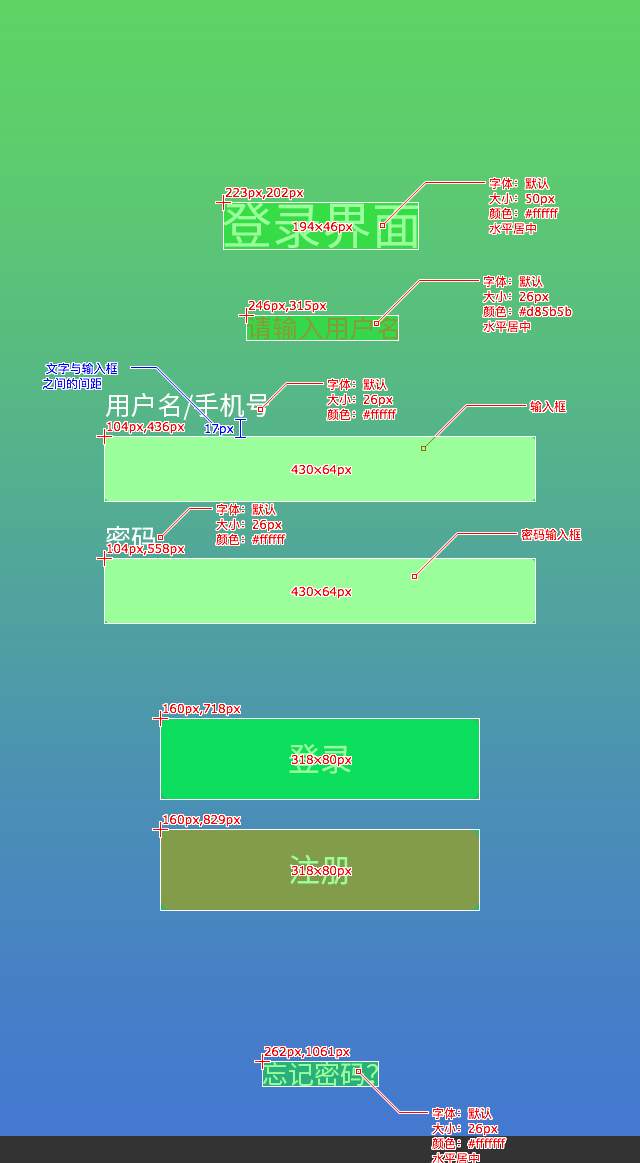 223px,202px
登录界面
194×46px
字体：默认
大小：50px
颜色：#ffffff
水平居中
246px,315px
请输入用户名
字体：默认
大小：26px
颜色：#d85b5b
水平居中
文字与输入框
之间的间距
用户名/手机号
字体：默认
大小：26px
颜色：#ffffff
输入框
104px,436px
17px
430×64px
密码
字体：默认
大小：26px
颜色：#ffffff
密码输入框
104px,558px
430×64px
160px,718px
登录
318×80px
160px,829px
注册
318×80px
262px,1061px
忘记密码？
字体：默认
大小：26px
颜色：#ffffff
水平居中